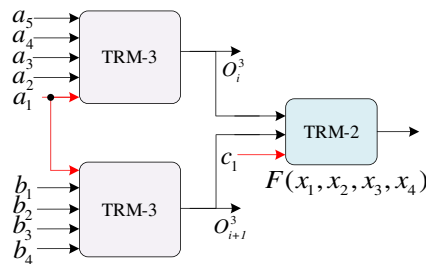 a₅
a₄
a₃
a₂
a₁
TRM-3
O_i^3
b₁
b₂
b₃
b₄
TRM-3
O_{i+1}^3
c₁
TRM-2
F(x₁, x₂, x₃, x₄)